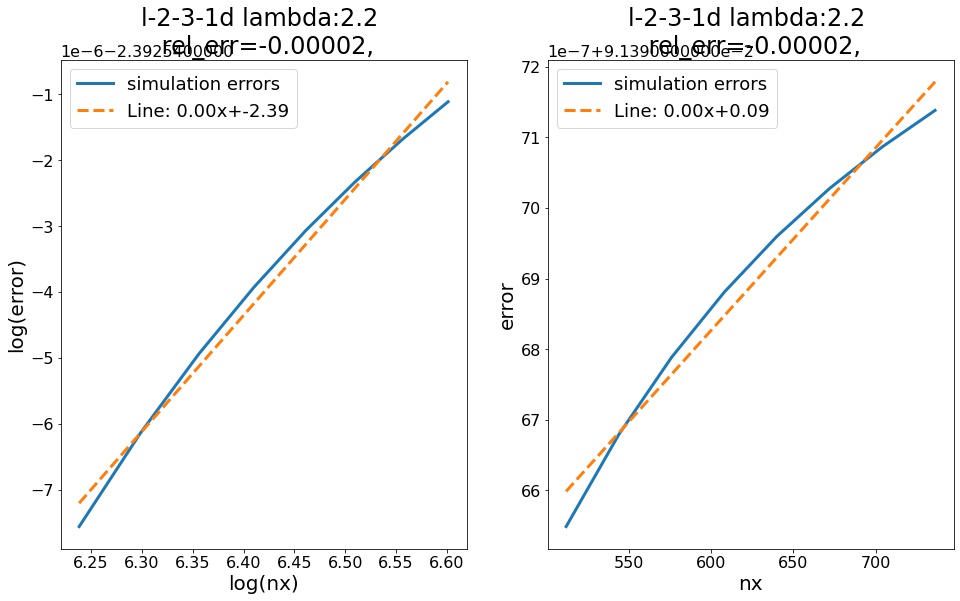 l-2-3-1d lambda:2.2
rel_err=-0.00002,
1e−6−2.3925400000
simulation errors
Line: 0.00x+-2.39
−1
−2
−3
−4
−5
−6
−7
log(error)
6.25 6.30 6.35 6.40 6.45 6.50 6.55 6.60
log(nx)
l-2-3-1d lambda:2.2
rel_err=-0.00002,
1e−7+9.1390000000e−2
simulation errors
Line: 0.00x+0.09
72
71
70
69
68
67
66
error
550 600 650 700
nx